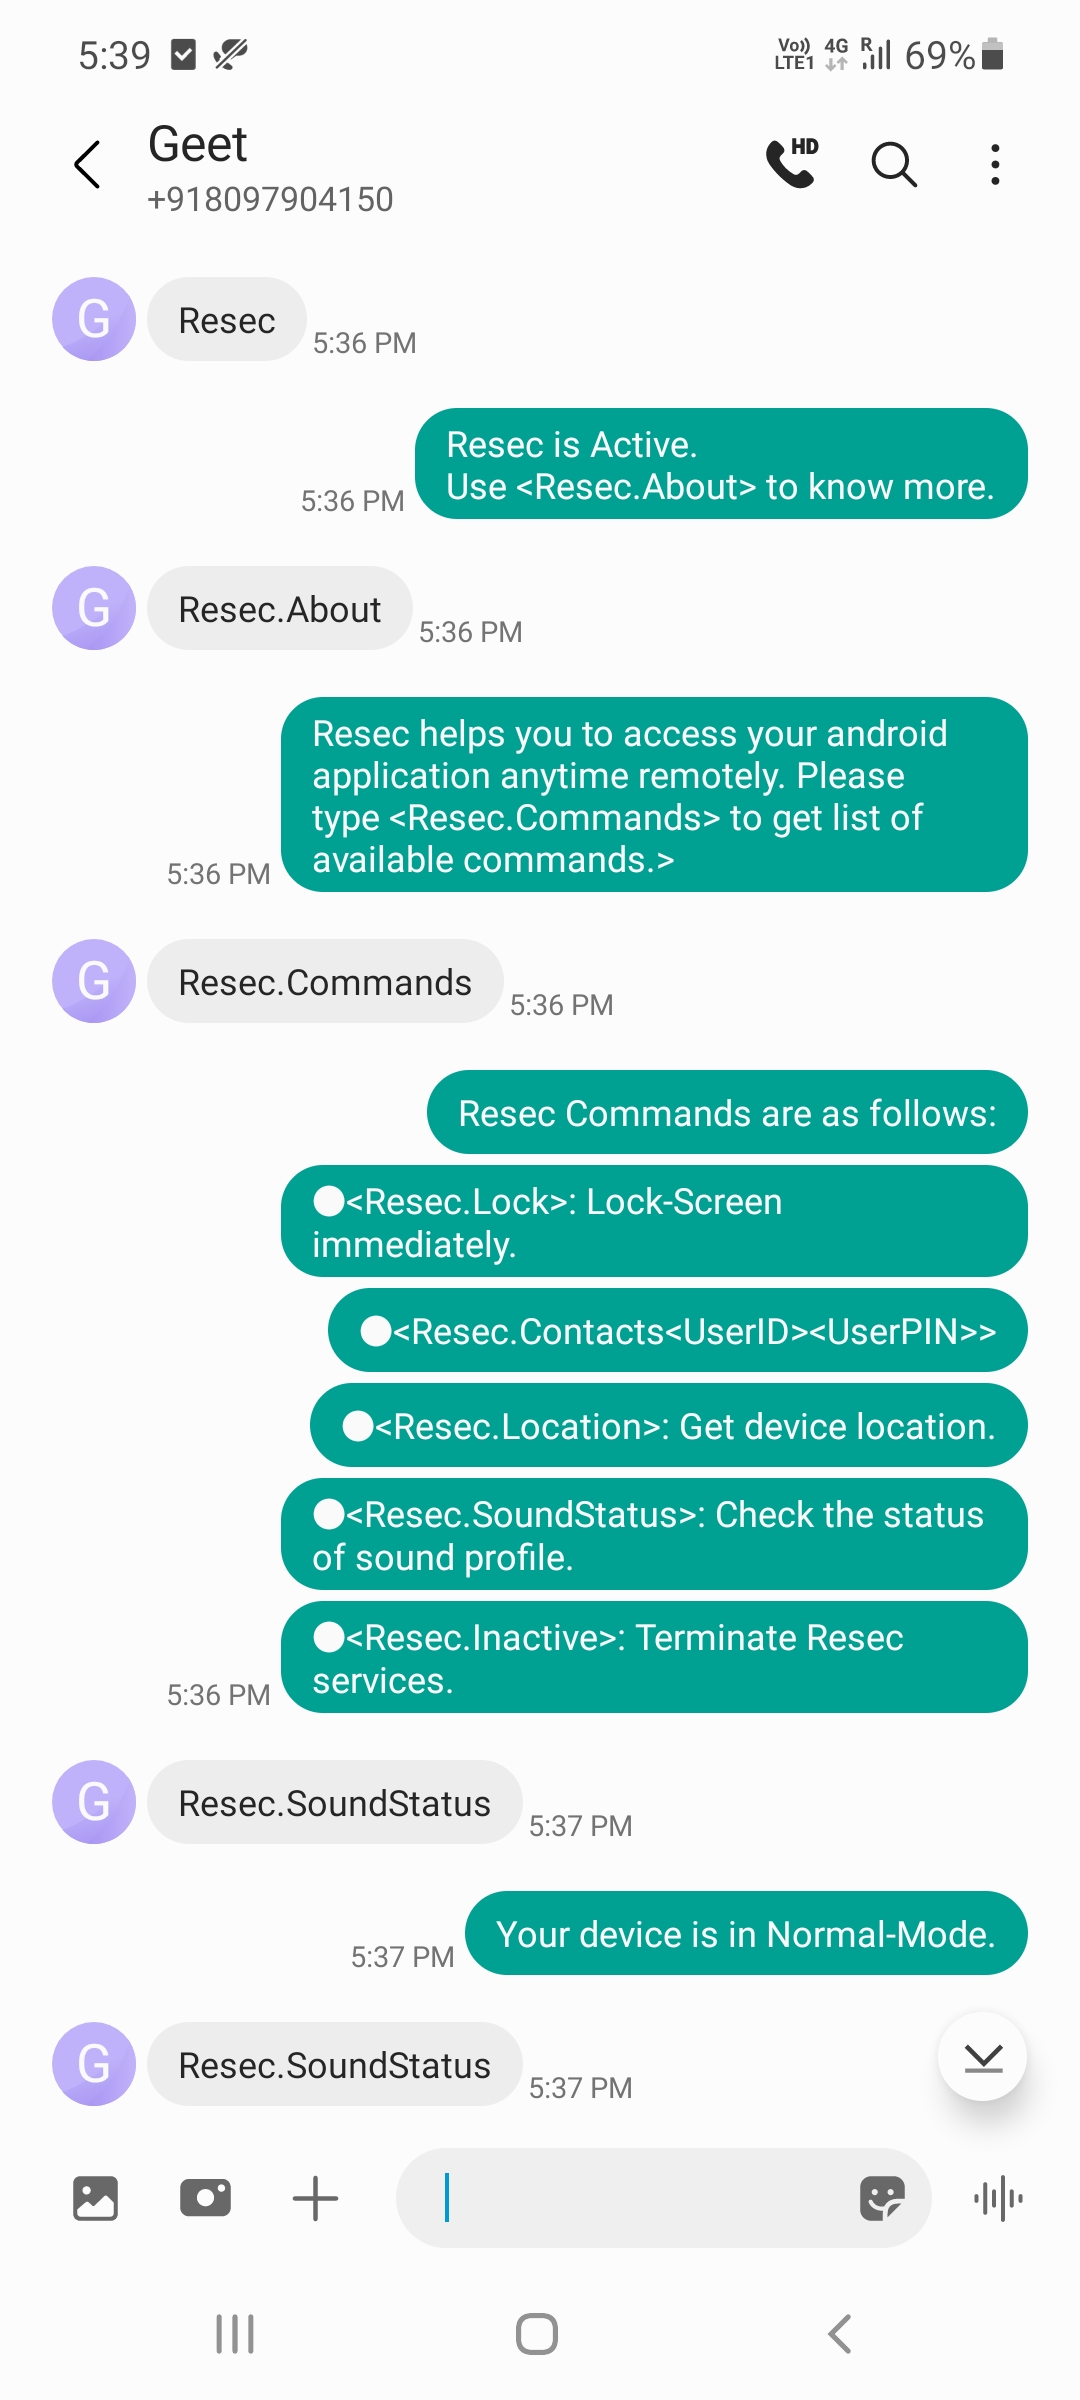 5:39
Vo)) LTE1 4G R 69%
Geet
HD
+918097904150
G
Resec
5:36 PM
Resec is Active.
Use <Resec.About> to know more.
5:36 PM
G
Resec.About
5:36 PM
Resec helps you to access your android
application anytime remotely. Please
type <Resec.Commands> to get list of
available commands.>
5:36 PM
G
Resec.Commands
5:36 PM
Resec Commands are as follows:
●<Resec.Lock>: Lock-Screen
immediately.
●<Resec.Contacts<UserID><UserPIN>>
●<Resec.Location>: Get device location.
●<Resec.SoundStatus>: Check the status
of sound profile.
●<Resec.Inactive>: Terminate Resec
services.
5:36 PM
G
Resec.SoundStatus
5:37 PM
Your device is in Normal-Mode.
5:37 PM
G
Resec.SoundStatus
5:37 PM